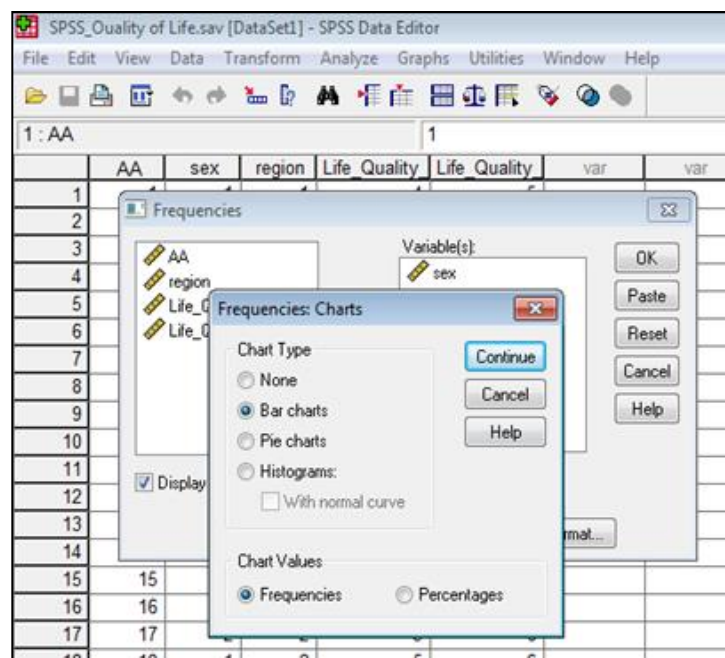 SPSS_Ouality of Life.sav [DataSet1] - SPSS Data Editor
File Edit View Data Transform Analyze Graphs Utilities Window Help
1 : AA 1
AA sex region Life_Quality_ Life_Quality_ var var
1
2
3
4
5
6
7
8
9
10
11
12
13
14
15 15
16 16
17 17
Frequencies
AA
region
Life_Q
Life_Q
Variable(s):
sex
OK
Paste
Reset
Cancel
Help
Display
rmat...
Frequencies: Charts
Chart Type
None
Bar charts
Pie charts
Histograms:
With normal curve
Continue
Cancel
Help
Chart Values
Frequencies Percentages